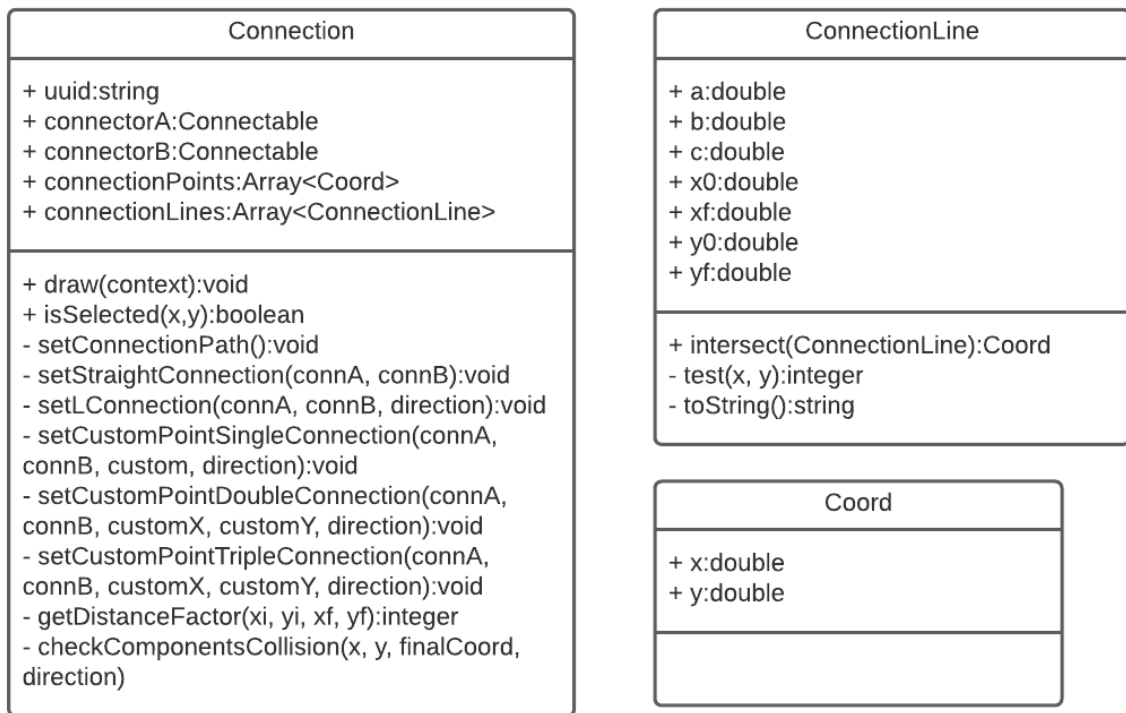 Connection
+ uuid:string
+ connectorA:Connectable
+ connectorB:Connectable
+ connectionPoints:Array<Coord>
+ connectionLines:Array<ConnectionLine>
+ draw(context):void
+ isSelected(x,y):boolean
- setConnectionPath():void
- setStraightConnection(connA, connB):void
- setLConnection(connA, connB, direction):void
- setCustomPointSingleConnection(connA,
connB, custom, direction):void
- setCustomPointDoubleConnection(connA,
connB, customX, customY, direction):void
- setCustomPointTripleConnection(connA,
connB, customX, customY, direction):void
- getDistanceFactor(xi, yi, xf, yf):integer
- checkComponentsCollision(x, y, finalCoord,
direction)
ConnectionLine
+ a:double
+ b:double
+ c:double
+ x0:double
+ xf:double
+ y0:double
+ yf:double
+ intersect(ConnectionLine):Coord
- test(x, y):integer
- toString():string
Coord
+ x:double
+ y:double